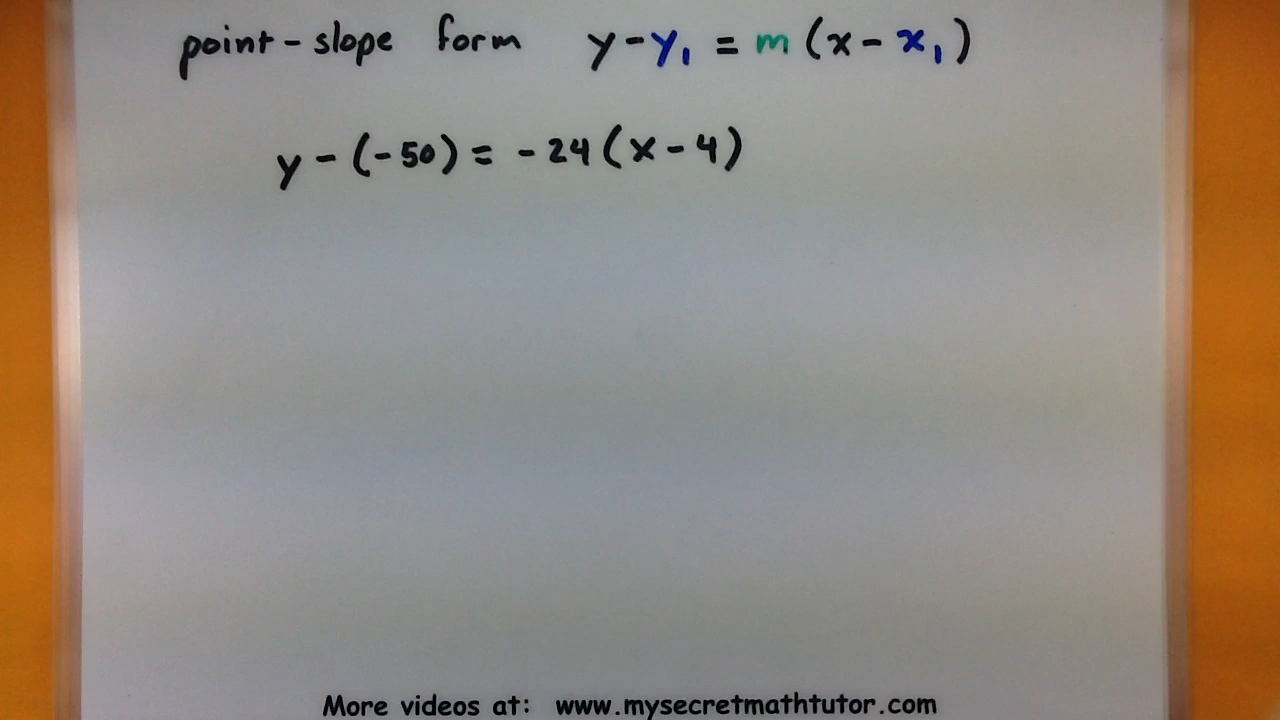 point-slope form y-y₁ = m(x-x₁)
y-(-50) = -24(x-4)
More videos at: www.mysecretmathtutor.com